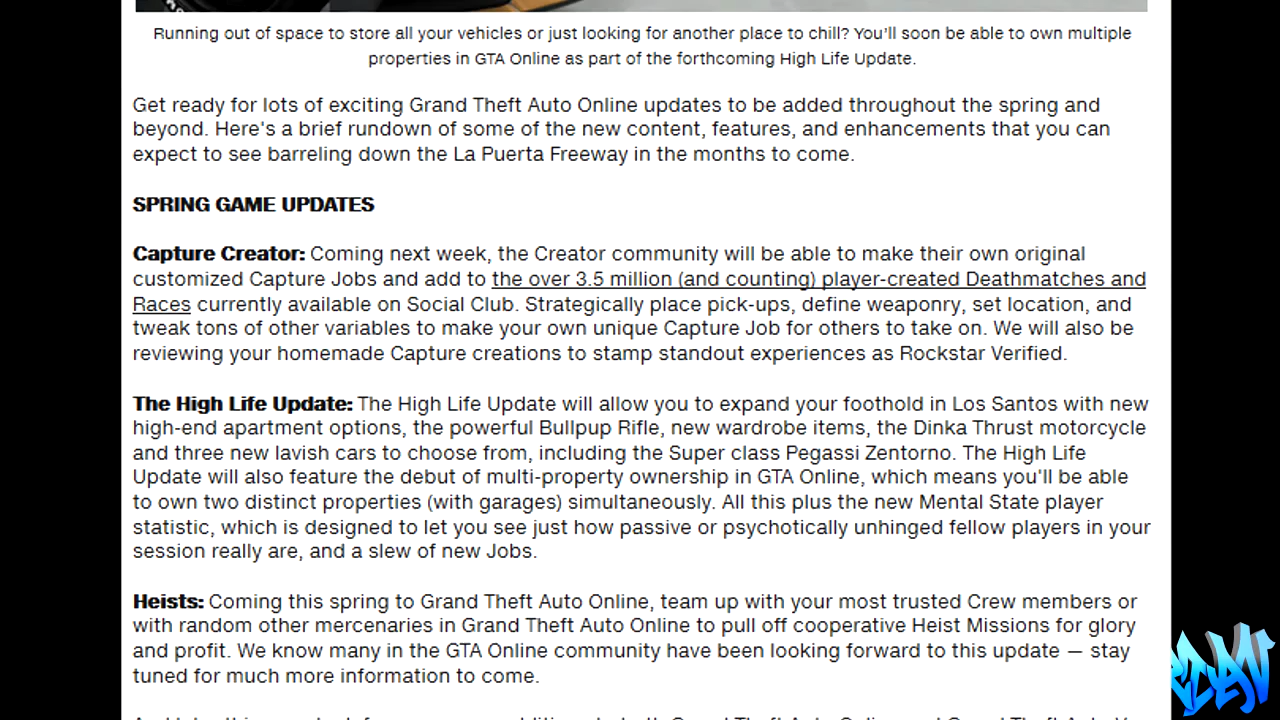 Running out of space to store all your vehicles or just looking for another place to chill? You'll soon be able to own multiple
properties in GTA Online as part of the forthcoming High Life Update.
Get ready for lots of exciting Grand Theft Auto Online updates to be added throughout the spring and
beyond. Here's a brief rundown of some of the new content, features, and enhancements that you can
expect to see barreling down the La Puerta Freeway in the months to come.
SPRING GAME UPDATES
Capture Creator: Coming next week, the Creator community will be able to make their own original
customized Capture Jobs and add to the over 3.5 million (and counting) player-created Deathmatches and
Races currently available on Social Club. Strategically place pick-ups, define weaponry, set location, and
tweak tons of other variables to make your own unique Capture Job for others to take on. We will also be
reviewing your homemade Capture creations to stamp standout experiences as Rockstar Verified.
The High Life Update: The High Life Update will allow you to expand your foothold in Los Santos with new
high-end apartment options, the powerful Bullpup Rifle, new wardrobe items, the Dinka Thrust motorcycle
and three new lavish cars to choose from, including the Super class Pegassi Zentorno. The High Life
Update will also feature the debut of multi-property ownership in GTA Online, which means you'll be able
to own two distinct properties (with garages) simultaneously. All this plus the new Mental State player
statistic, which is designed to let you see just how passive or psychotically unhinged fellow players in your
session really are, and a slew of new Jobs.
Heists: Coming this spring to Grand Theft Auto Online, team up with your most trusted Crew members or
with random other mercenaries in Grand Theft Auto Online to pull off cooperative Heist Missions for glory
and profit. We know many in the GTA Online community have been looking forward to this update — stay
tuned for much more information to come.